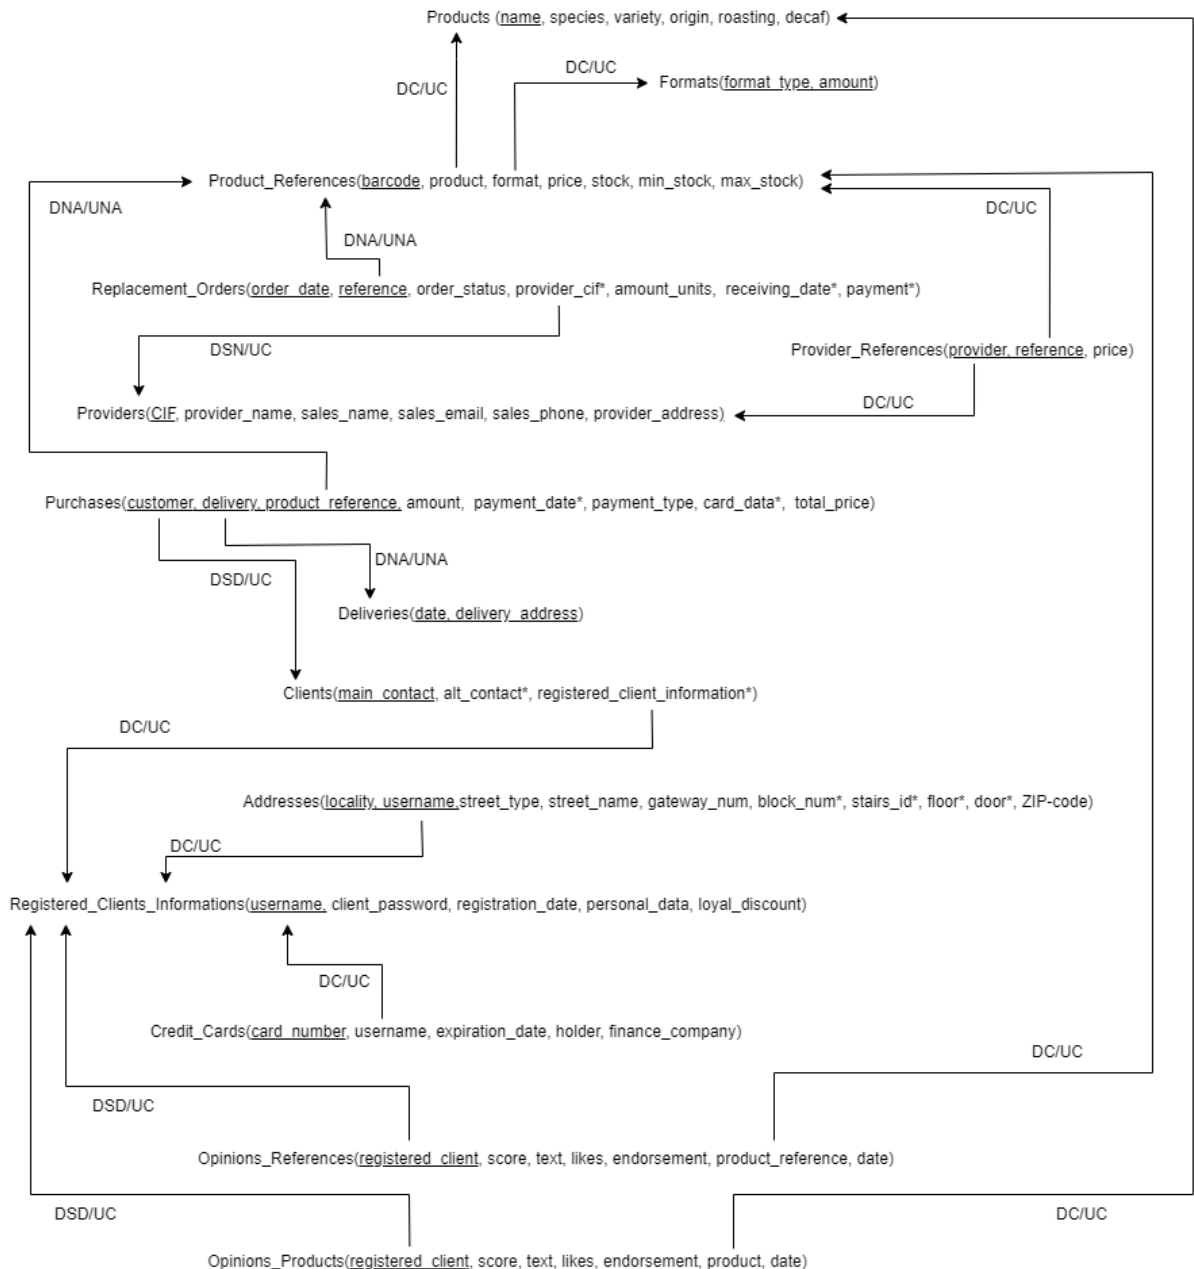 Products (name, species, variety, origin, roasting, decaf)
DC/UC
Formats(format_type, amount)
DC/UC
Product_References(barcode, product, format, price, stock, min_stock, max_stock)
DNA/UNA
DC/UC
DNA/UNA
Replacement_Orders(order_date, reference, order_status, provider_cif*, amount_units, receiving_date*, payment*)
DSN/UC
Provider_References(provider, reference, price)
DC/UC
Providers(CIF, provider_name, sales_name, sales_email, sales_phone, provider_address)
Purchases(customer, delivery, product_reference, amount, payment_date*, payment_type, card_data*, total_price)
DNA/UNA
DSD/UC
Deliveries(date, delivery_address)
Clients(main_contact, alt_contact*, registered_client_information*)
DC/UC
Addresses(locality, username,street_type, street_name, gateway_num, block_num*, stairs_id*, floor*, door*, ZIP-code)
DC/UC
Registered_Clients_Informations(username, client_password, registration_date, personal_data, loyal_discount)
DC/UC
Credit_Cards(card_number, username, expiration_date, holder, finance_company)
DC/UC
DSD/UC
Opinions_References(registered_client, score, text, likes, endorsement, product_reference, date)
DSD/UC
DC/UC
Opinions_Products(registered_client, score, text, likes, endorsement, product, date)